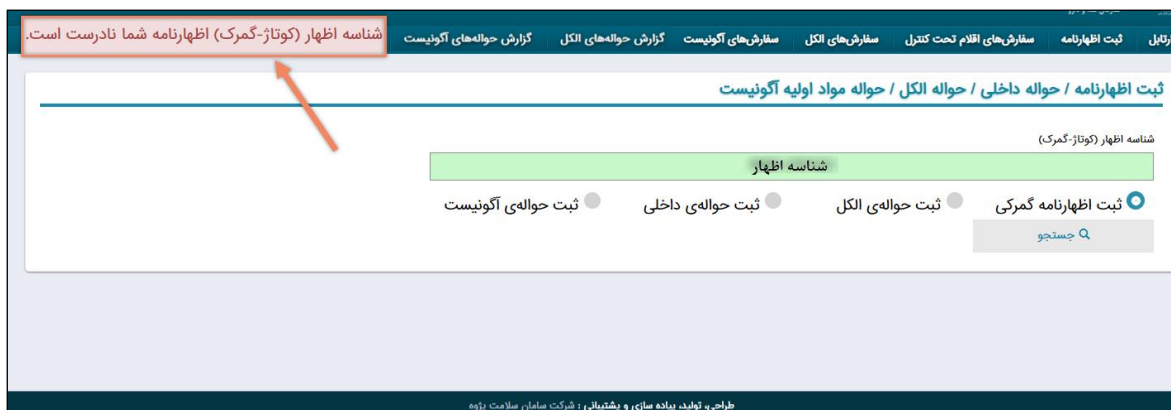 شناسه اظهار (کوتاژ-گمرک) اظهارنامه شما نادرست است.
ثبت اظهارنامه سفارش‌های اقلام تحت کنترل سفارش‌های الکل سفارش‌های آگونیست گزارش حواله‌های الکل گزارش حواله‌های آگونیست
ثبت اظهارنامه / حواله داخلی / حواله الکل / حواله مواد اولیه آگونیست
شناسه اظهار (کوتاژ-گمرک)
شناسه اظهار
ثبت اظهارنامه گمرکی ثبت حواله‌ی الکل ثبت حواله‌ی داخلی ثبت حواله‌ی آگونیست
جستجو
طراحی، تولید، پیاده سازی و پشتیبانی : شرکت سامان سلامت پژوه